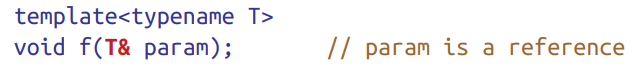 template<typename T>
void f(T& param);        // param is a reference